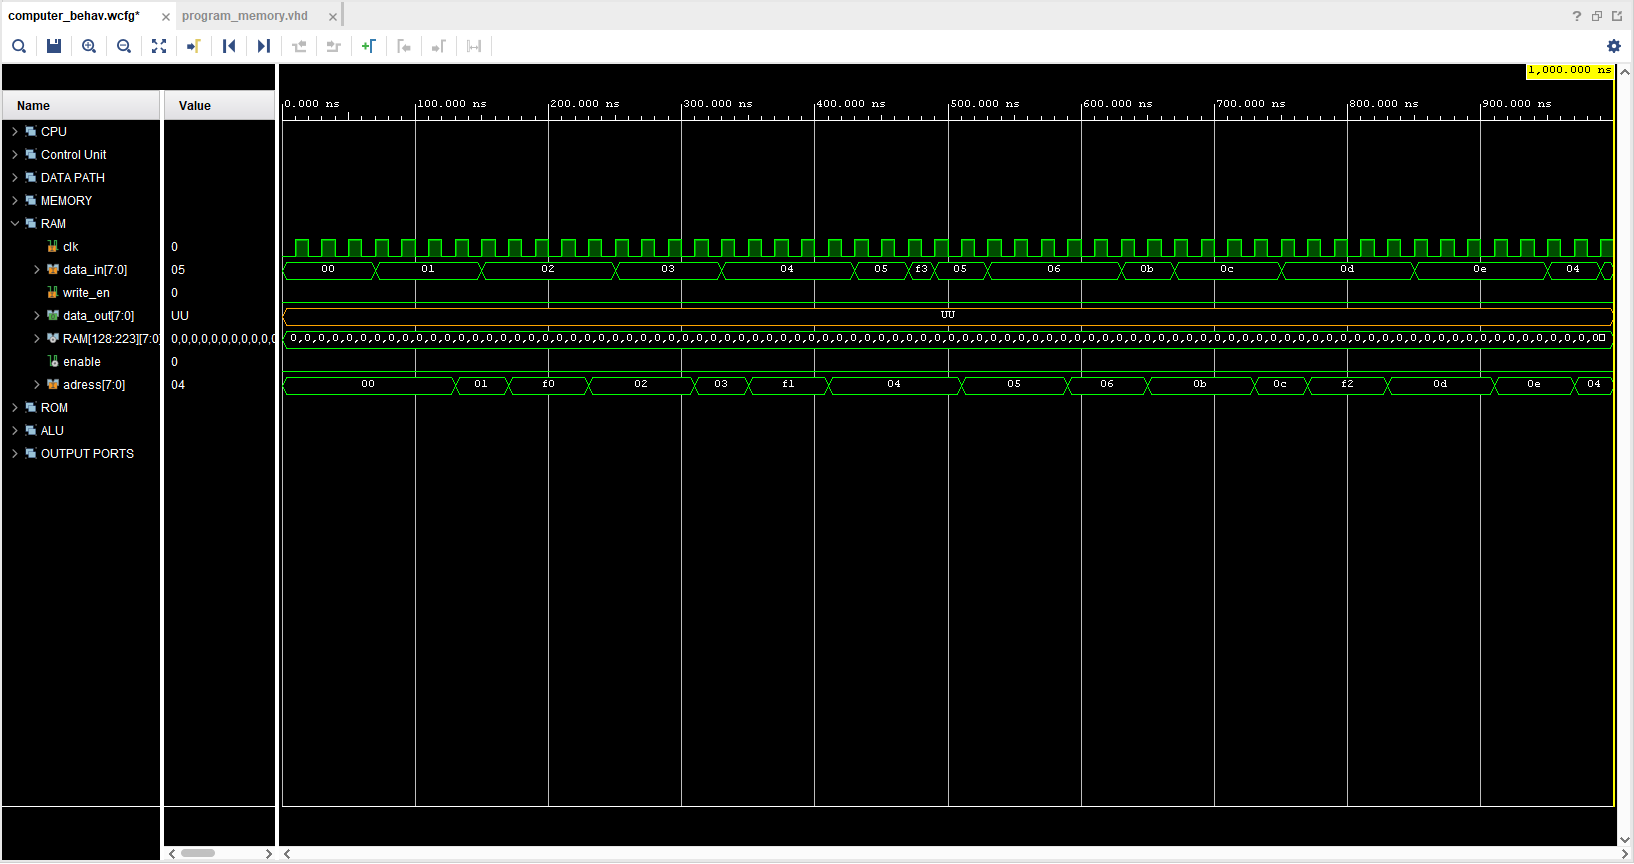 computer_behav.wcfg* × program_memory.vhd ×
1,000.000 ns
Name Value 0.000 ns 100.000 ns 200.000 ns 300.000 ns 400.000 ns 500.000 ns 600.000 ns 700.000 ns 800.000 ns 900.000 ns
CPU
Control Unit
DATA PATH
MEMORY
RAM
clk 0
data_in[7:0] 05 00 01 02 03 04 05 f3 05 06 0b 0c 0d 0e 04
write_en 0
data_out[7:0] UU UU
RAM[128:223][7:0] 0,0,0,0,0,0,0,0,0,0,0 0,0,0,0,0,0,0,0,0,0,0,0,0,0,0,0,0,0,0,0,0,0,0,0,0,0,0,0,0,0,0,0,0,0,0,0,0,0,0,0,0,0,0,0,0,0,0,0,0,0,0,0,0,0,0,0,0,0,0,0,0,0,0,0,0,0,0,0,0,0,0,0,0,0,0,0,0,0,0,0,0,0,0,0,0,0,0,0,0,0
enable 0
adress[7:0] 04 00 01 f0 02 03 f1 04 05 06 0b 0c f2 0d 0e 04
ROM
ALU
OUTPUT PORTS